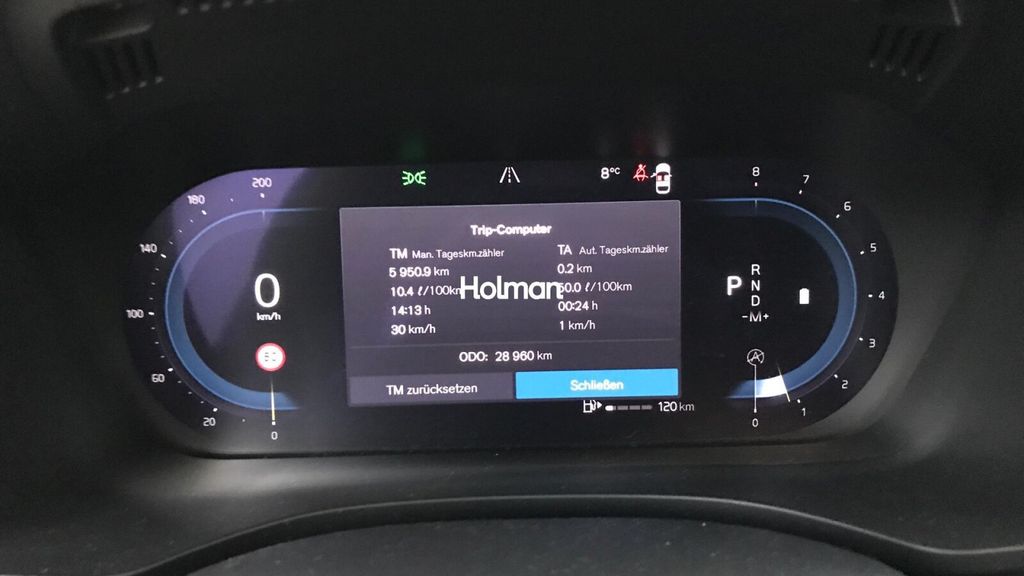 200
180
140
100
60
20
0
8°C
8
7
6
5
4
3
2
1
0
0
km/h
Trip-Computer
TM Man. Tageskm.zähler
5 950.9 km
10.4 ℓ/100km
14:13 h
30 km/h
TA Aut. Tageskm.zähler
0.2 km
50.0 ℓ/100km
00:24 h
1 km/h
Holman
ODO: 28 960 km
TM zurücksetzen
Schließen
P
R
N
D
-M+
120 km